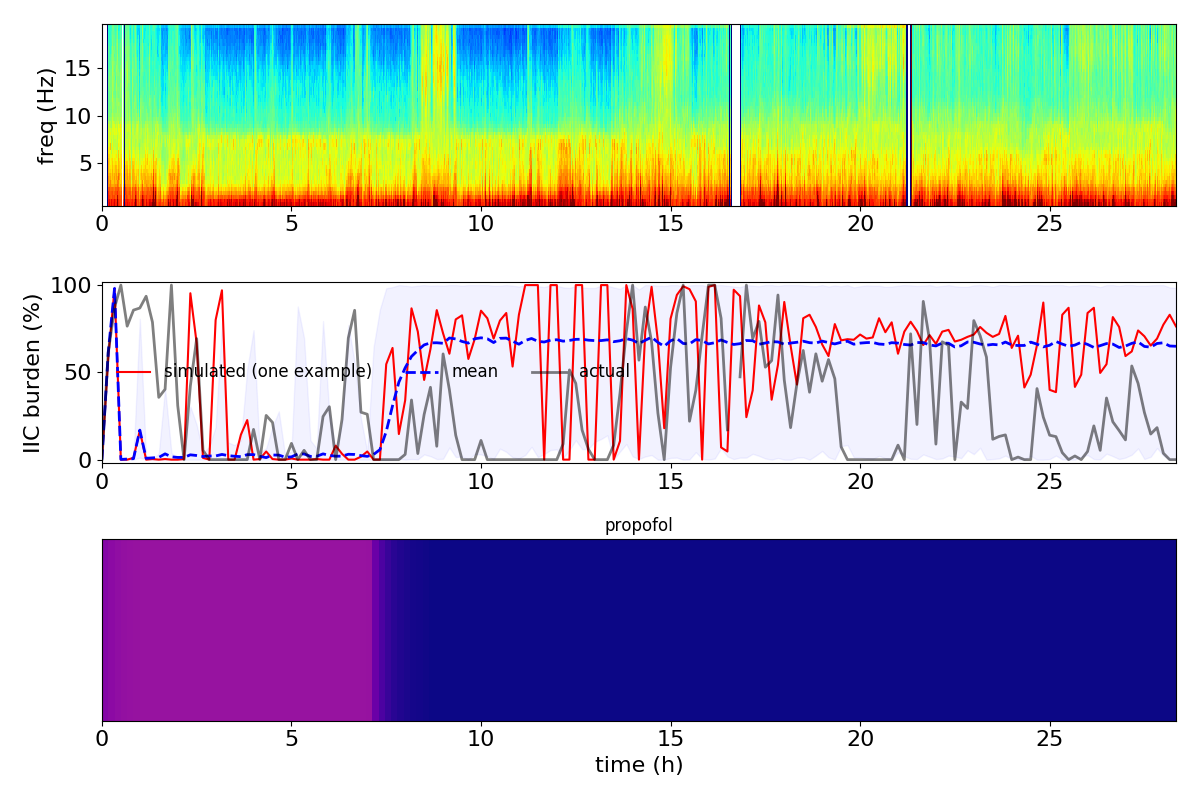 15
10
5
freq (Hz)
0 5 10 15 20 25
100
50
0
IIC burden (%)
simulated (one example) mean actual
0 5 10 15 20 25
propofol
0 5 10 15 20 25
time (h)